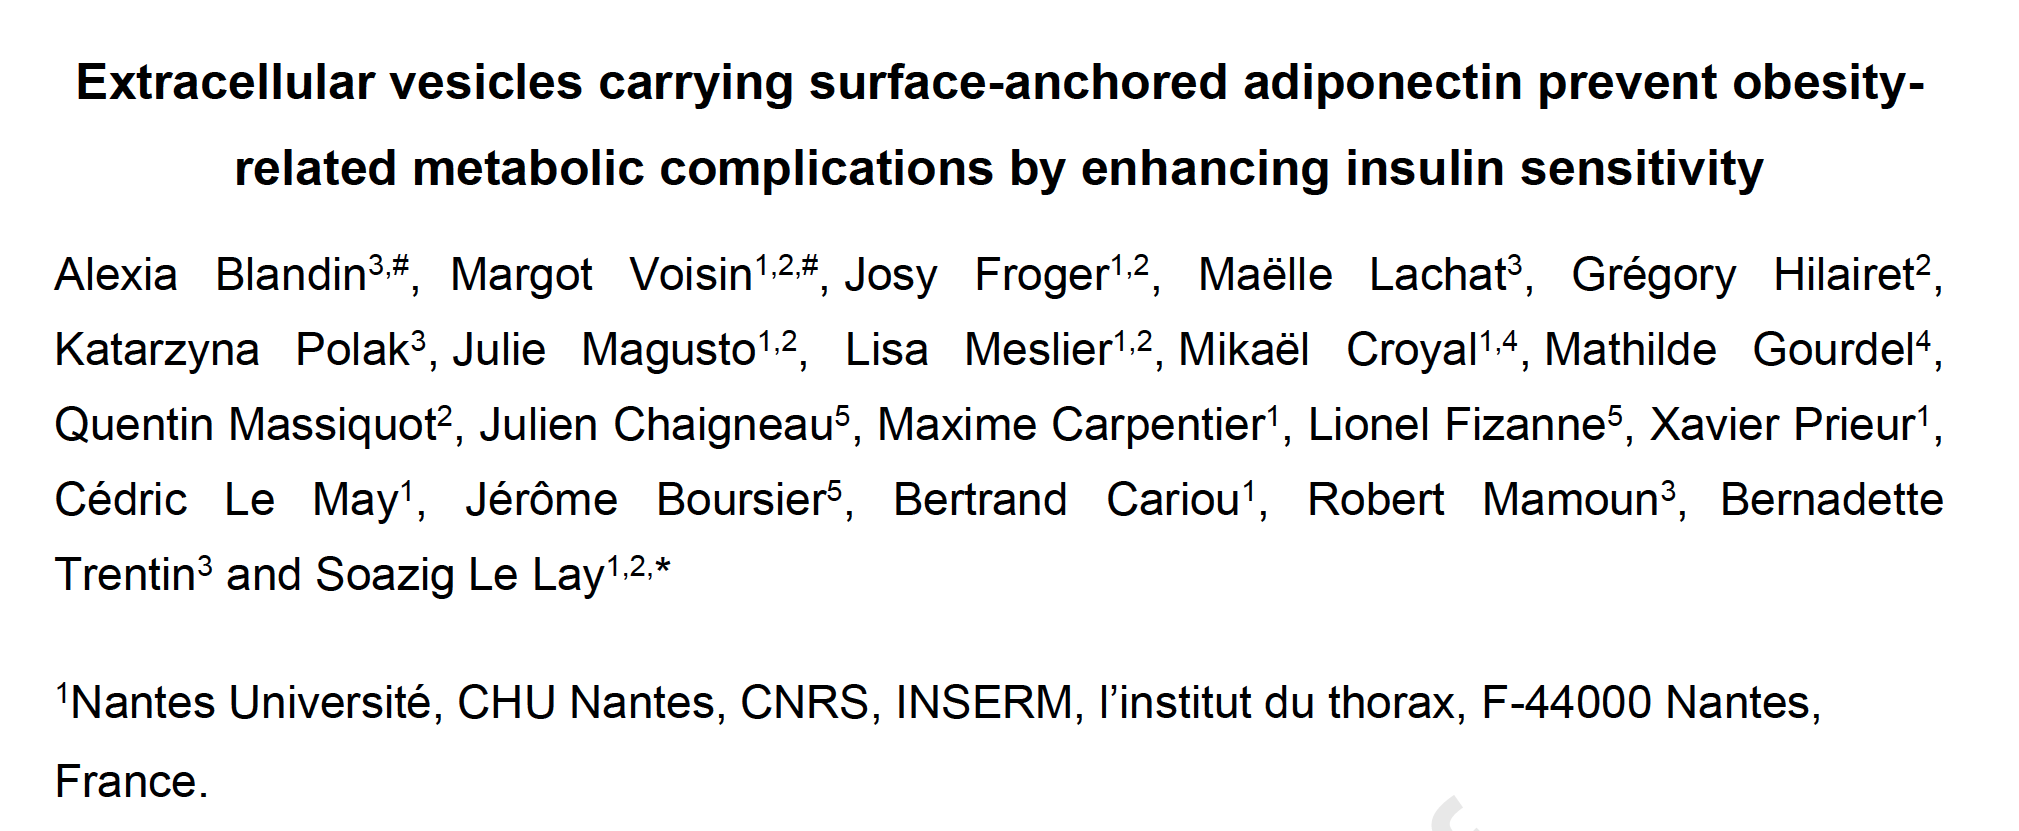 Extracellular vesicles carrying surface-anchored adiponectin prevent obesity-
related metabolic complications by enhancing insulin sensitivity
Alexia Blandin3,#, Margot Voisin1,2,#, Josy Froger1,2, Maëlle Lachat3, Grégory Hilairet2,
Katarzyna Polak3, Julie Magusto1,2, Lisa Meslier1,2, Mikaël Croyal1,4, Mathilde Gourdel4,
Quentin Massiquot2, Julien Chaigneau5, Maxime Carpentier1, Lionel Fizanne5, Xavier Prieur1,
Cédric Le May1, Jérôme Boursier5, Bertrand Cariou1, Robert Mamoun3, Bernadette
Trentin3 and Soazig Le Lay1,2,*
1Nantes Université, CHU Nantes, CNRS, INSERM, l’institut du thorax, F-44000 Nantes,
France.